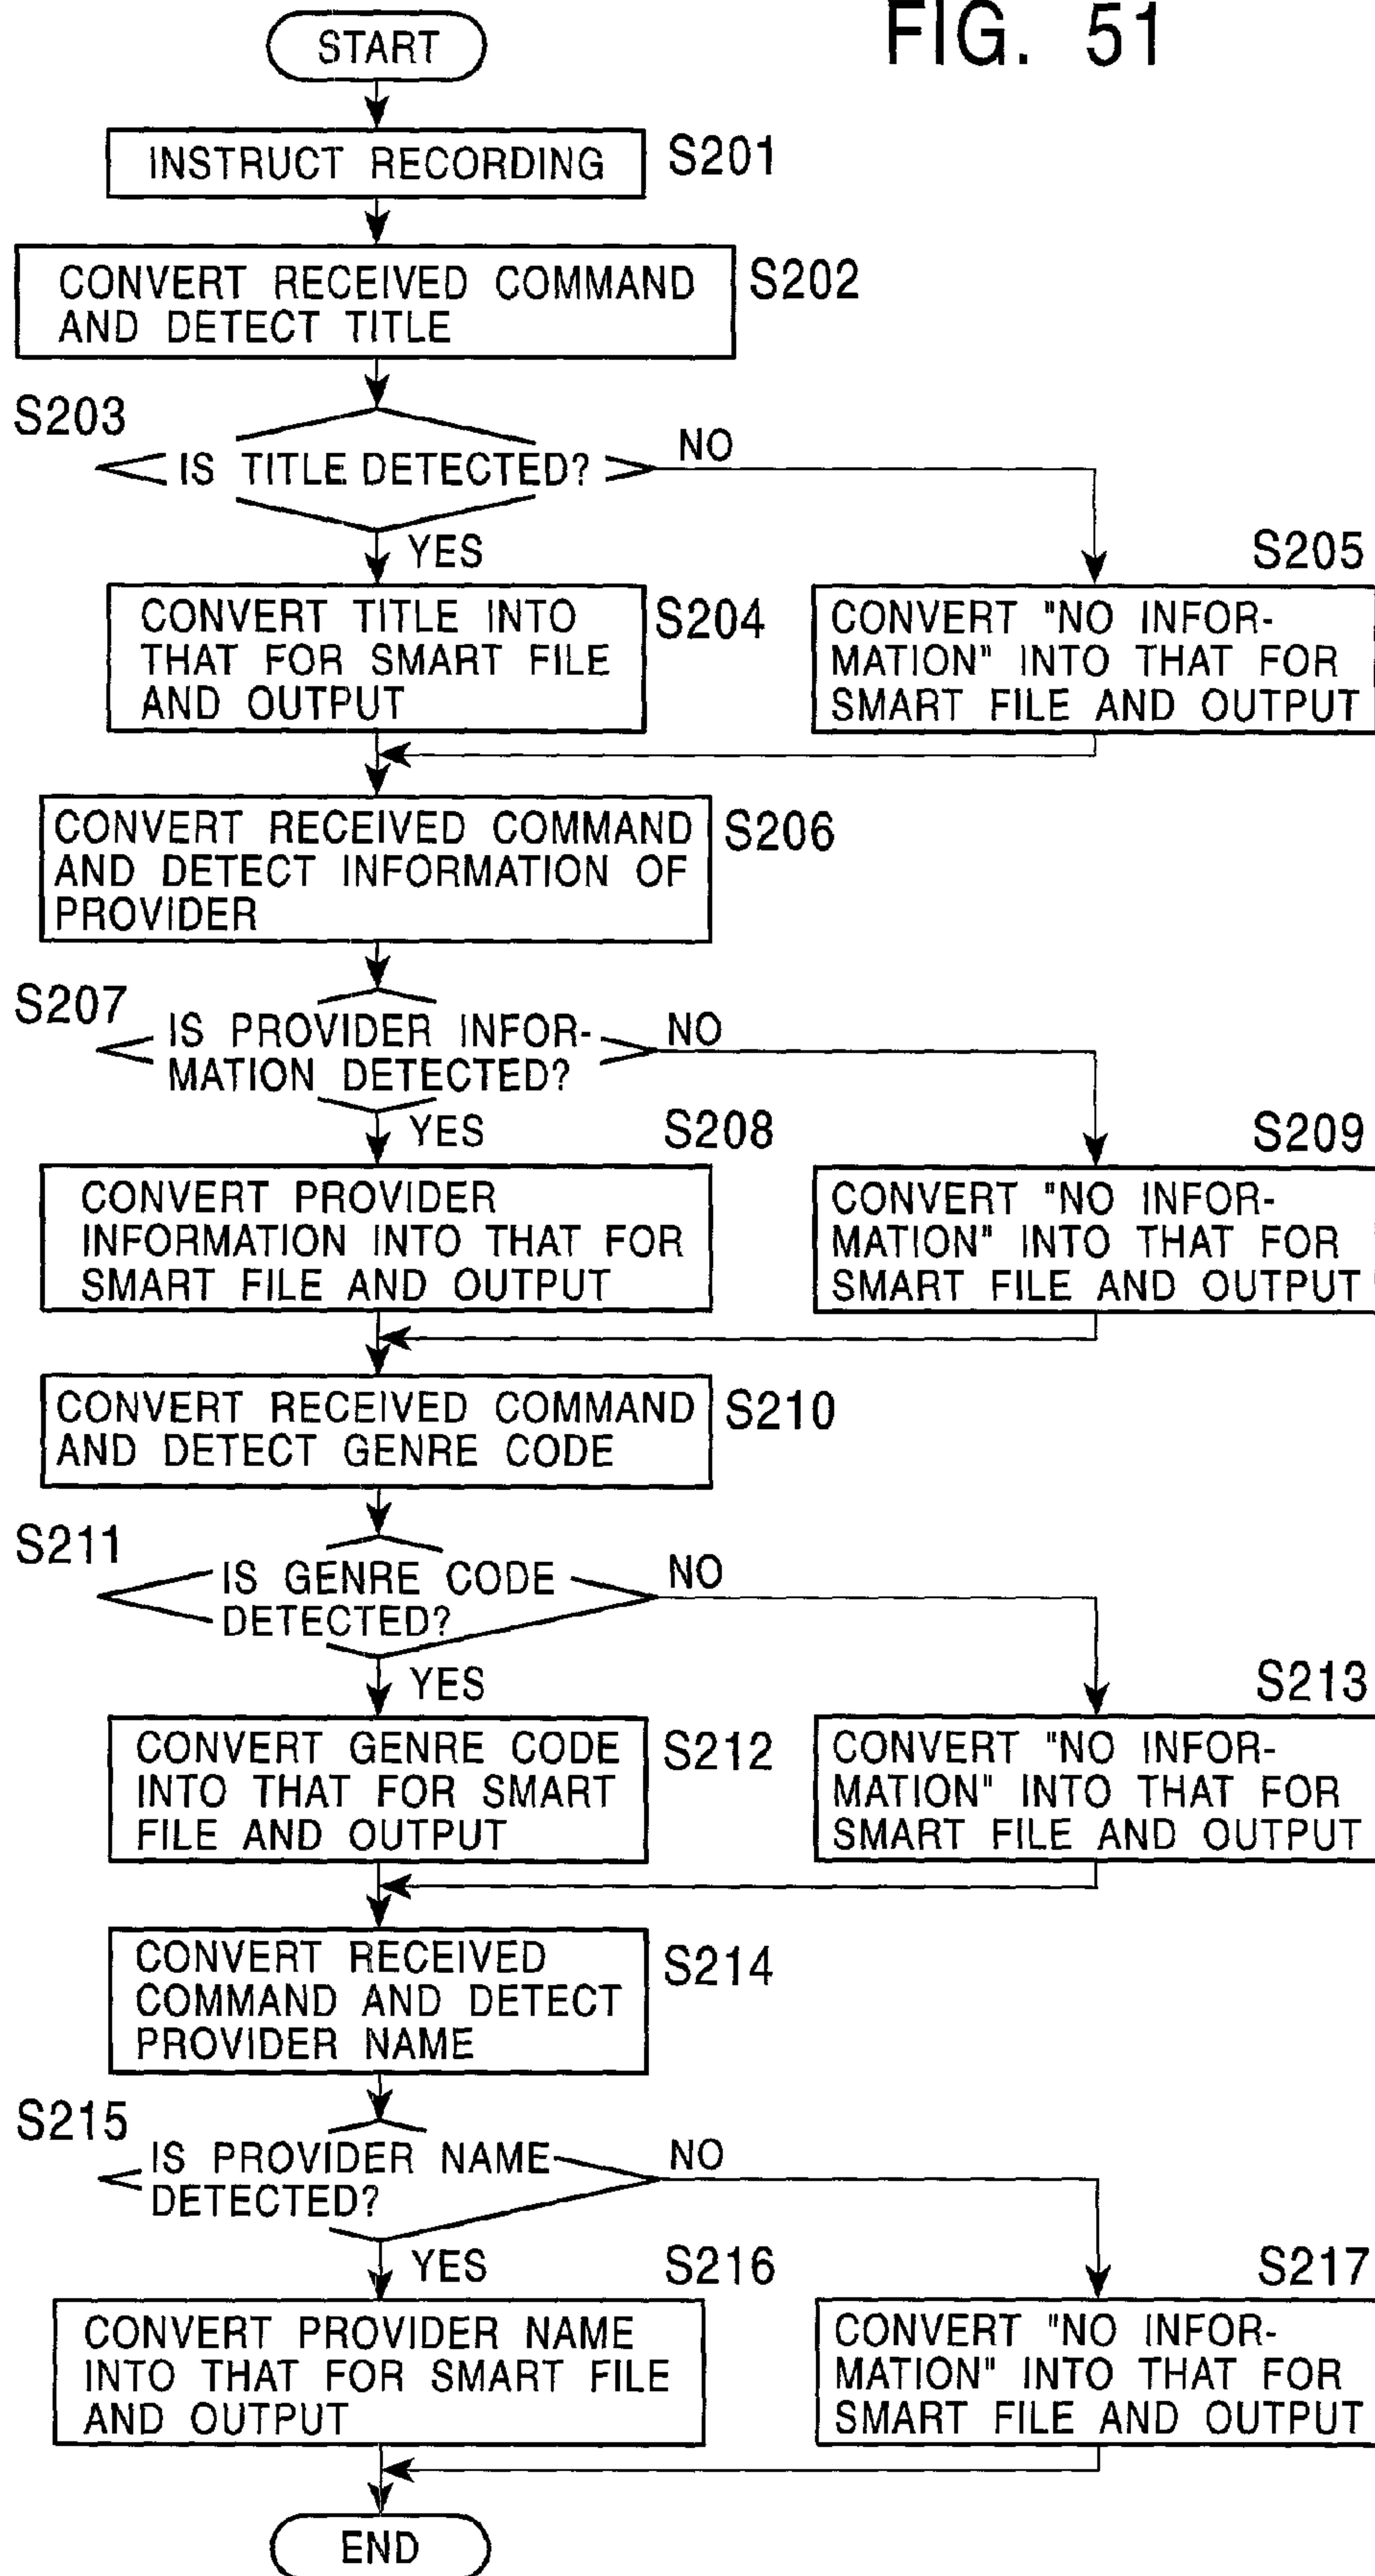 FIG. 51
START
INSTRUCT RECORDING
S201
CONVERT RECEIVED COMMAND
AND DETECT TITLE
S202
S203
IS TITLE DETECTED?
NO
YES
CONVERT TITLE INTO
THAT FOR SMART FILE
AND OUTPUT
S204
S205
CONVERT "NO INFOR-
MATION" INTO THAT FOR
SMART FILE AND OUTPUT
CONVERT RECEIVED COMMAND
AND DETECT INFORMATION OF
PROVIDER
S206
S207
IS PROVIDER INFOR-
MATION DETECTED?
NO
YES
S208
CONVERT PROVIDER
INFORMATION INTO THAT FOR
SMART FILE AND OUTPUT
S209
CONVERT "NO INFOR-
MATION" INTO THAT FOR
SMART FILE AND OUTPUT
CONVERT RECEIVED COMMAND
AND DETECT GENRE CODE
S210
S211
IS GENRE CODE
DETECTED?
NO
YES
CONVERT GENRE CODE
INTO THAT FOR SMART
FILE AND OUTPUT
S212
S213
CONVERT "NO INFOR-
MATION" INTO THAT FOR
SMART FILE AND OUTPUT
CONVERT RECEIVED
COMMAND AND DETECT
PROVIDER NAME
S214
S215
IS PROVIDER NAME
DETECTED?
NO
YES
S216
CONVERT PROVIDER NAME
INTO THAT FOR SMART FILE
AND OUTPUT
S217
CONVERT "NO INFOR-
MATION" INTO THAT FOR
SMART FILE AND OUTPUT
END